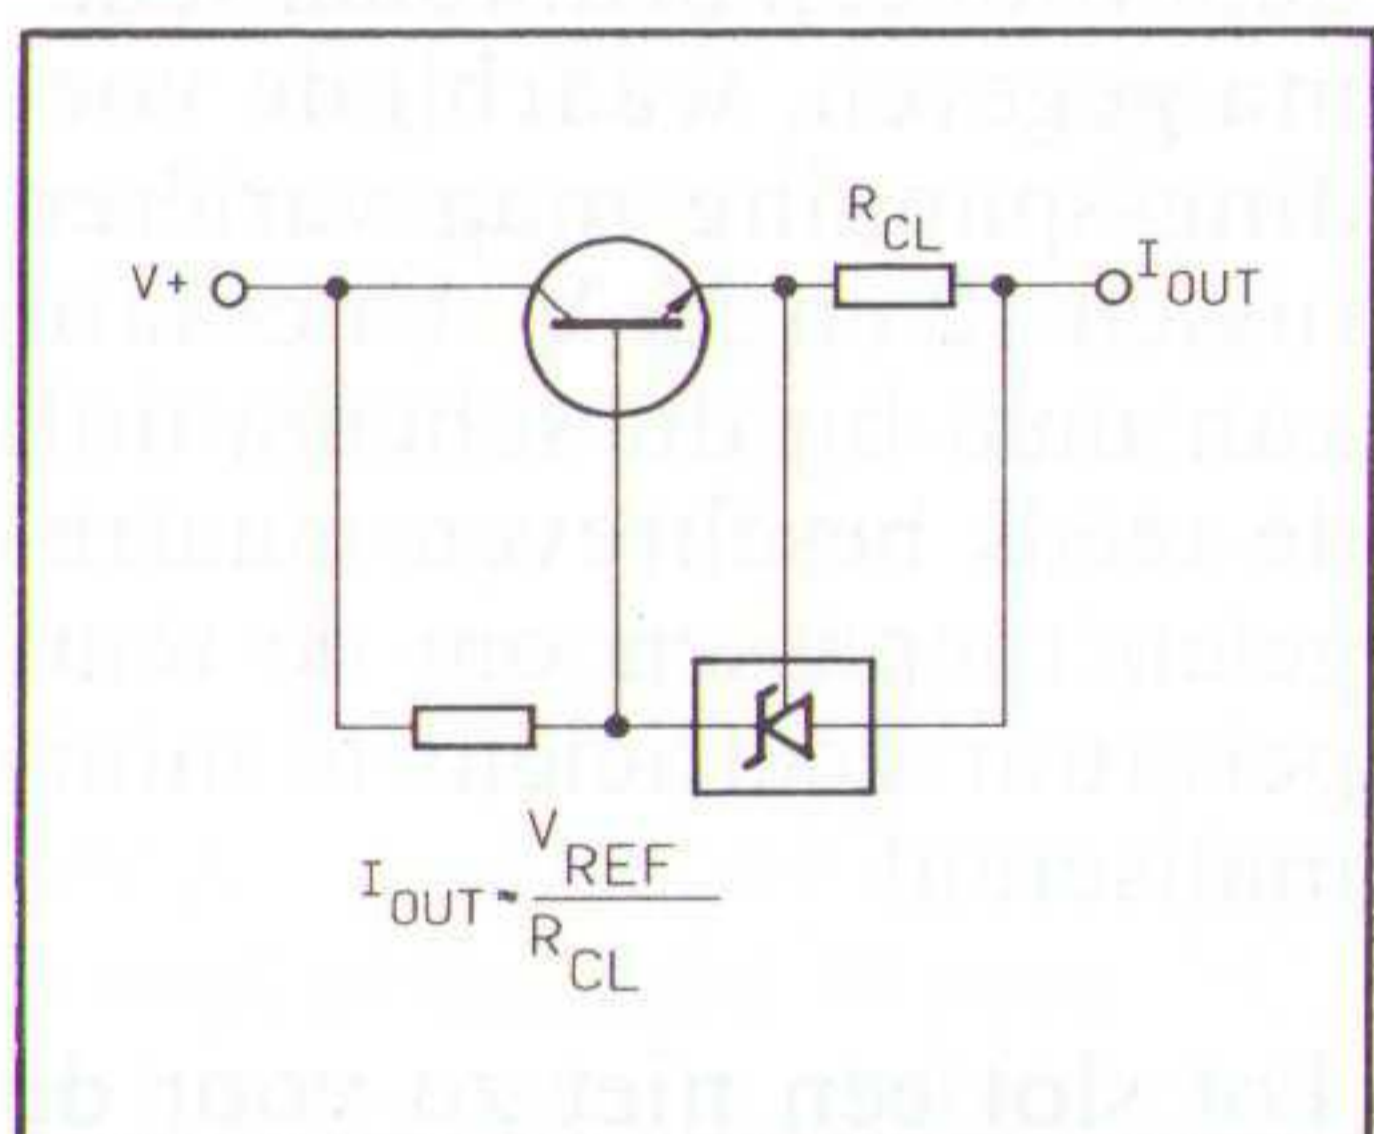 R_CL
V+
I_OUT
I_OUT ≈ V_REF / R_CL